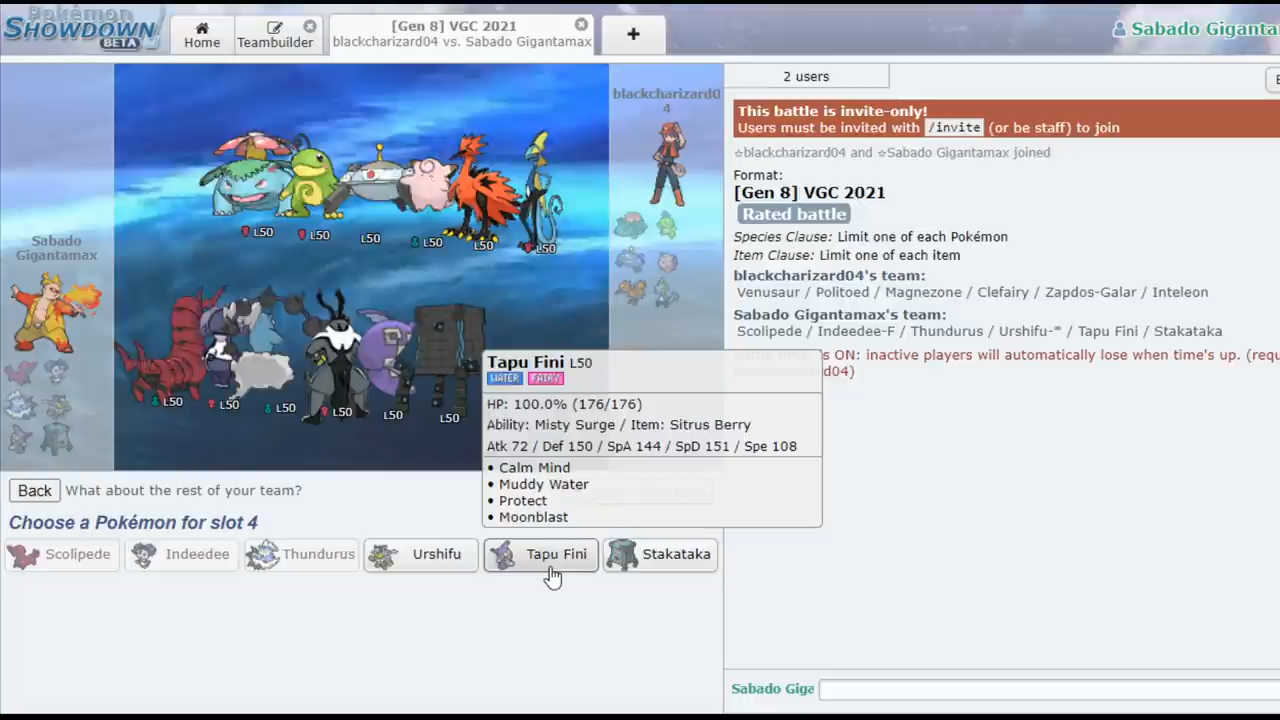 Pokémon
SHOWDOWN
BETA
Home
Teambuilder
[Gen 8] VGC 2021
blackcharizard04 vs. Sabado Gigantamax
+
Sabado Giganta
blackcharizard0
4
Sabado
Gigantamax
L50
L50
L50
L50
L50
L50
L50
L50
L50
L50
L50
L50
2 users
This battle is invite-only!
Users must be invited with /invite (or be staff) to join
☆blackcharizard04 and ☆Sabado Gigantamax joined
Format:
[Gen 8] VGC 2021
Rated battle
Species Clause: Limit one of each Pokémon
Item Clause: Limit one of each item
blackcharizard04's team:
Venusaur / Politoed / Magnezone / Clefairy / Zapdos-Galar / Inteleon
Sabado Gigantamax's team:
Scolipede / Indeedee-F / Thundurus / Urshifu-* / Tapu Fini / Stakataka
is ON: inactive players will automatically lose when time's up. (requ
d04)
Tapu Fini L50
WATER FAIRY
HP: 100.0% (176/176)
Ability: Misty Surge / Item: Sitrus Berry
Atk 72 / Def 150 / SpA 144 / SpD 151 / Spe 108
• Calm Mind
• Muddy Water
• Protect
• Moonblast
Back What about the rest of your team?
Choose a Pokémon for slot 4
Scolipede Indeedee Thundurus Urshifu Tapu Fini Stakataka
Sabado Giga